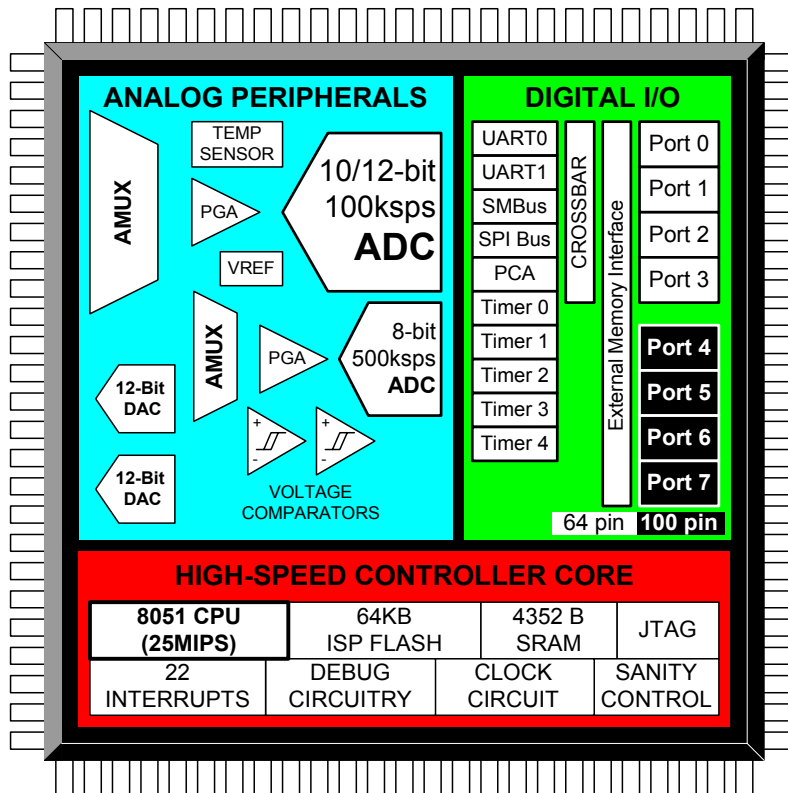 ANALOG PERIPHERALS
AMUX
TEMP
SENSOR
PGA
VREF
10/12-bit
100ksps
ADC
AMUX
PGA
8-bit
500ksps
ADC
12-Bit
DAC
12-Bit
DAC
+
-
+
-
VOLTAGE
COMPARATORS
DIGITAL I/O
UART0
UART1
SMBus
SPI Bus
PCA
Timer 0
Timer 1
Timer 2
Timer 3
Timer 4
CROSSBAR
External Memory Interface
Port 0
Port 1
Port 2
Port 3
Port 4
Port 5
Port 6
Port 7
64 pin 100 pin
HIGH-SPEED CONTROLLER CORE
8051 CPU
(25MIPS)
64KB
ISP FLASH
4352 B
SRAM
JTAG
22
INTERRUPTS
DEBUG
CIRCUITRY
CLOCK
CIRCUIT
SANITY
CONTROL